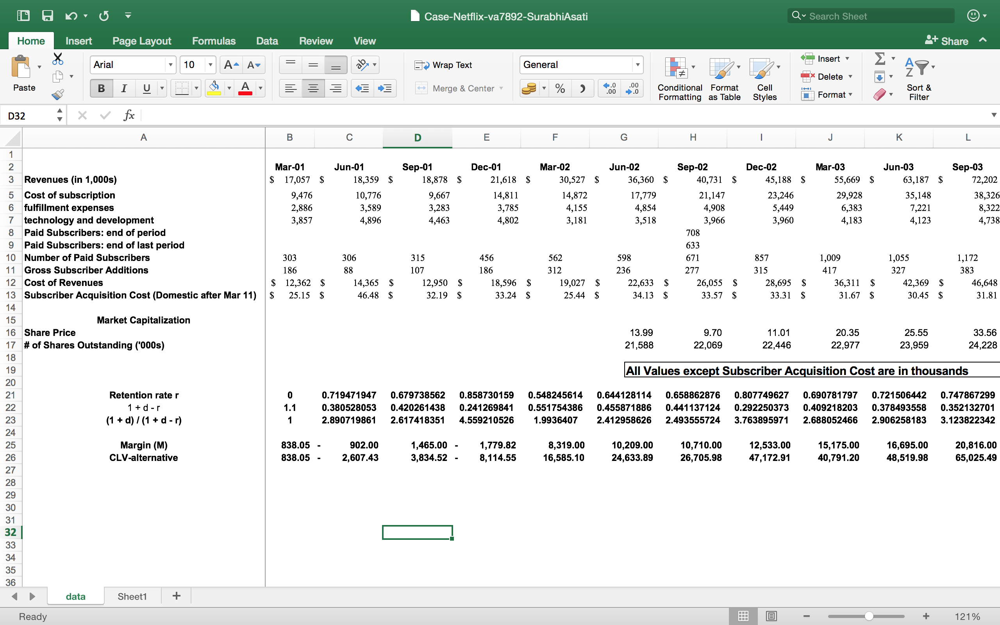 Case-Netflix-va7892-SurabhiAsati
Search Sheet
Home Insert Page Layout Formulas Data Review View Share
Paste Arial 10 A A ab Wrap Text General Insert
B I U A Merge & Center % .0 .00 .00 .0 Conditional Formatting Format as Table Cell Styles Delete Format Sort & Filter
D32 fx
A B C D E F G H I J K L
1
2 Mar-01 Jun-01 Sep-01 Dec-01 Mar-02 Jun-02 Sep-02 Dec-02 Mar-03 Jun-03 Sep-03
3 Revenues (in 1,000s) $ 17,057 $ 18,359 $ 18,878 $ 21,618 $ 30,527 $ 36,360 $ 40,731 $ 45,188 $ 55,669 $ 63,187 $ 72,202
5 Cost of subscription 9,476 10,776 9,667 14,811 14,872 17,779 21,147 23,246 29,928 35,148 38,326
6 fulfillment expenses 2,886 3,589 3,283 3,785 4,155 4,854 4,908 5,449 6,383 7,221 8,322
7 technology and development 3,857 4,896 4,463 4,802 3,181 3,518 3,966 3,960 4,183 4,123 4,738
8 Paid Subscribers: end of period 708
9 Paid Subscribers: end of last period 633
10 Number of Paid Subscribers 303 306 315 456 562 598 671 857 1,009 1,055 1,172
11 Gross Subscriber Additions 186 88 107 186 312 236 277 315 417 327 383
12 Cost of Revenues $ 12,362 $ 14,365 $ 12,950 $ 18,596 $ 19,027 $ 22,633 $ 26,055 $ 28,695 $ 36,311 $ 42,369 $ 46,648
13 Subscriber Acquisition Cost (Domestic after Mar 11) $ 25.15 $ 46.48 $ 32.19 $ 33.24 $ 25.44 $ 34.13 $ 33.57 $ 33.31 $ 31.67 $ 30.45 $ 31.81
14
15 Market Capitalization
16 Share Price 13.99 9.70 11.01 20.35 25.55 33.56
17 # of Shares Outstanding ('000s) 21,588 22,069 22,446 22,977 23,959 24,228
18
19 All Values except Subscriber Acquisition Cost are in thousands
20
21 Retention rate r 0 0.719471947 0.679738562 0.858730159 0.548245614 0.644128114 0.658862876 0.807749627 0.690781797 0.721506442 0.747867299
22 1 + d - r 1.1 0.380528053 0.420261438 0.241269841 0.551754386 0.455871886 0.441137124 0.292250373 0.409218203 0.378493558 0.352132701
23 (1 + d) / (1 + d - r) 1 2.890719861 2.617418351 4.559210526 1.9936407 2.412958626 2.493555724 3.763895971 2.688052466 2.906258183 3.123822342
24
25 Margin (M) 838.05 - 902.00 1,465.00 - 1,779.82 8,319.00 10,209.00 10,710.00 12,533.00 15,175.00 16,695.00 20,816.00
26 CLV-alternative 838.05 - 2,607.43 3,834.52 - 8,114.55 16,585.10 24,633.89 26,705.98 47,172.91 40,791.20 48,519.98 65,025.49
27
28
29
30
31
32
33
34
35
36
data Sheet1 +
Ready 121%